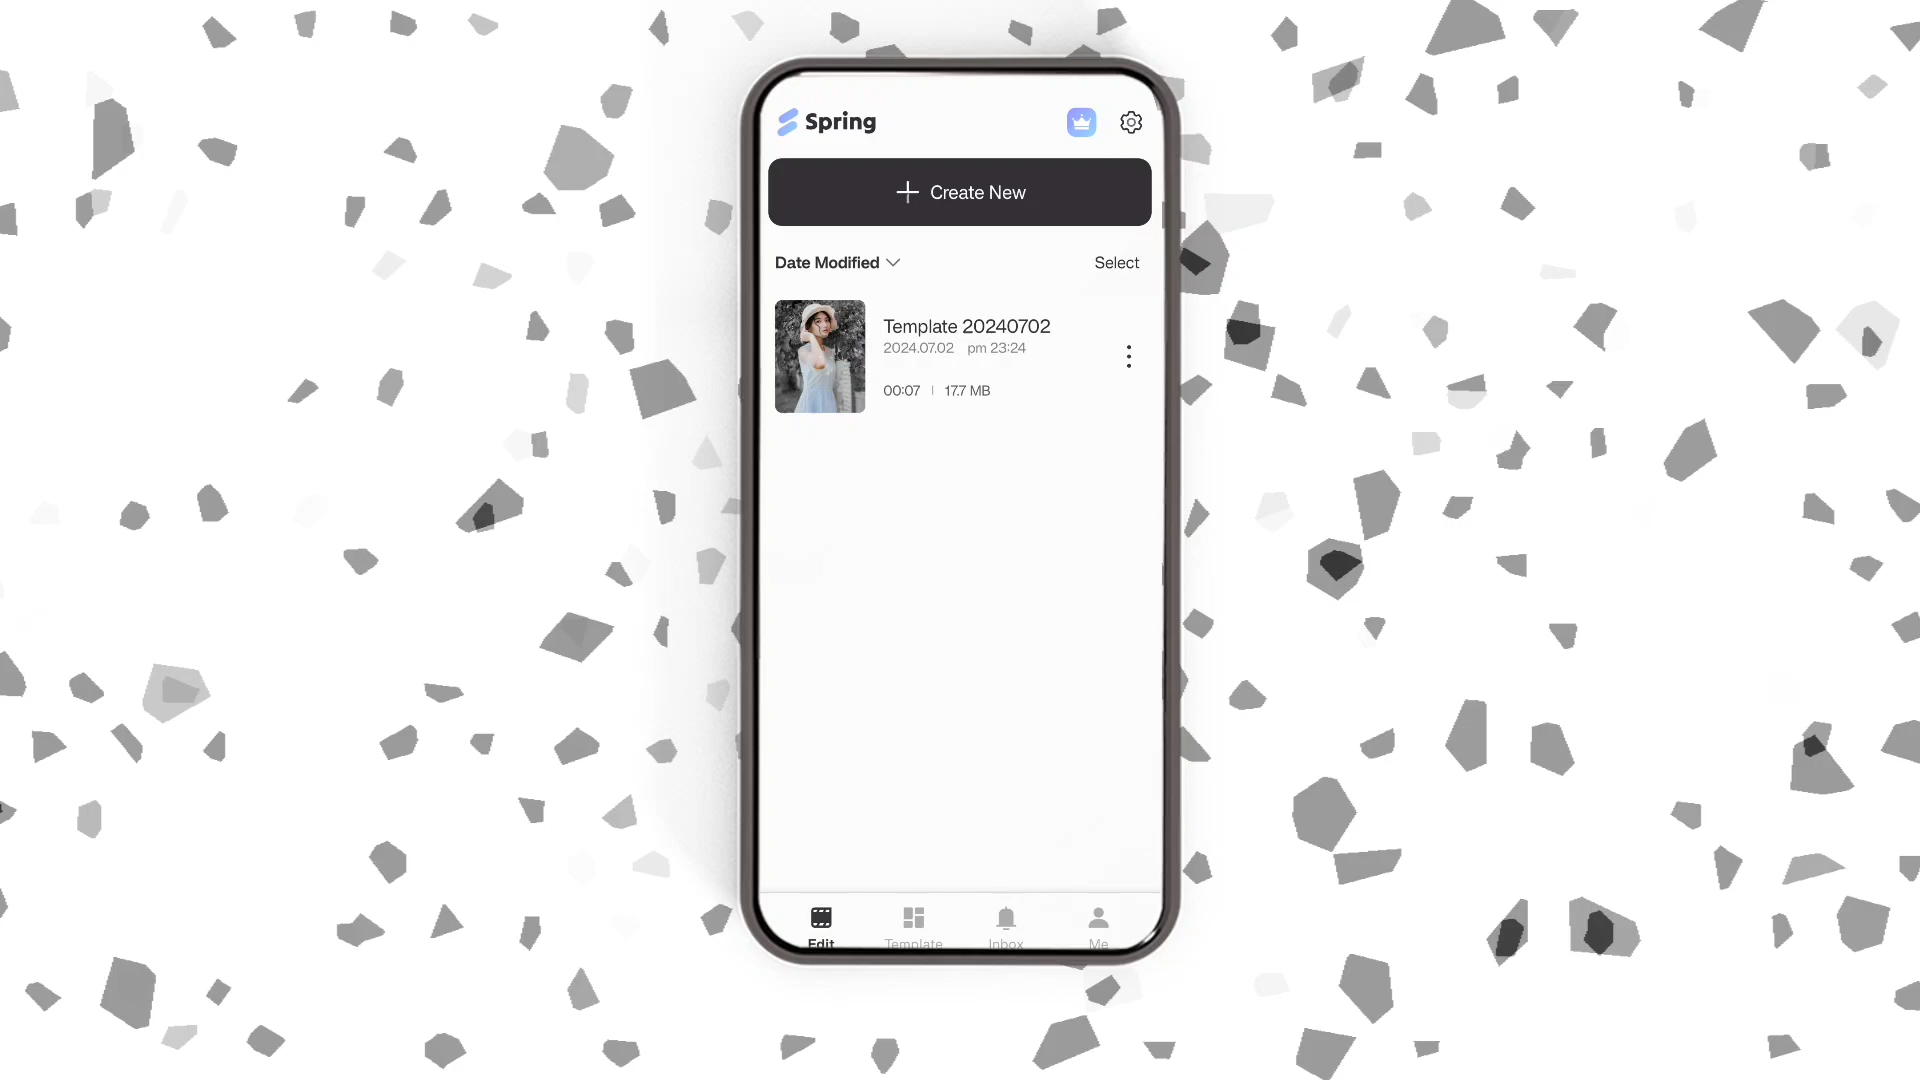 Spring
Create New
Date Modified
Select
Template 20240702
2024.07.02 pm 23:24
00:07 | 17.7 MB
Edit
Template
Inbox
Me